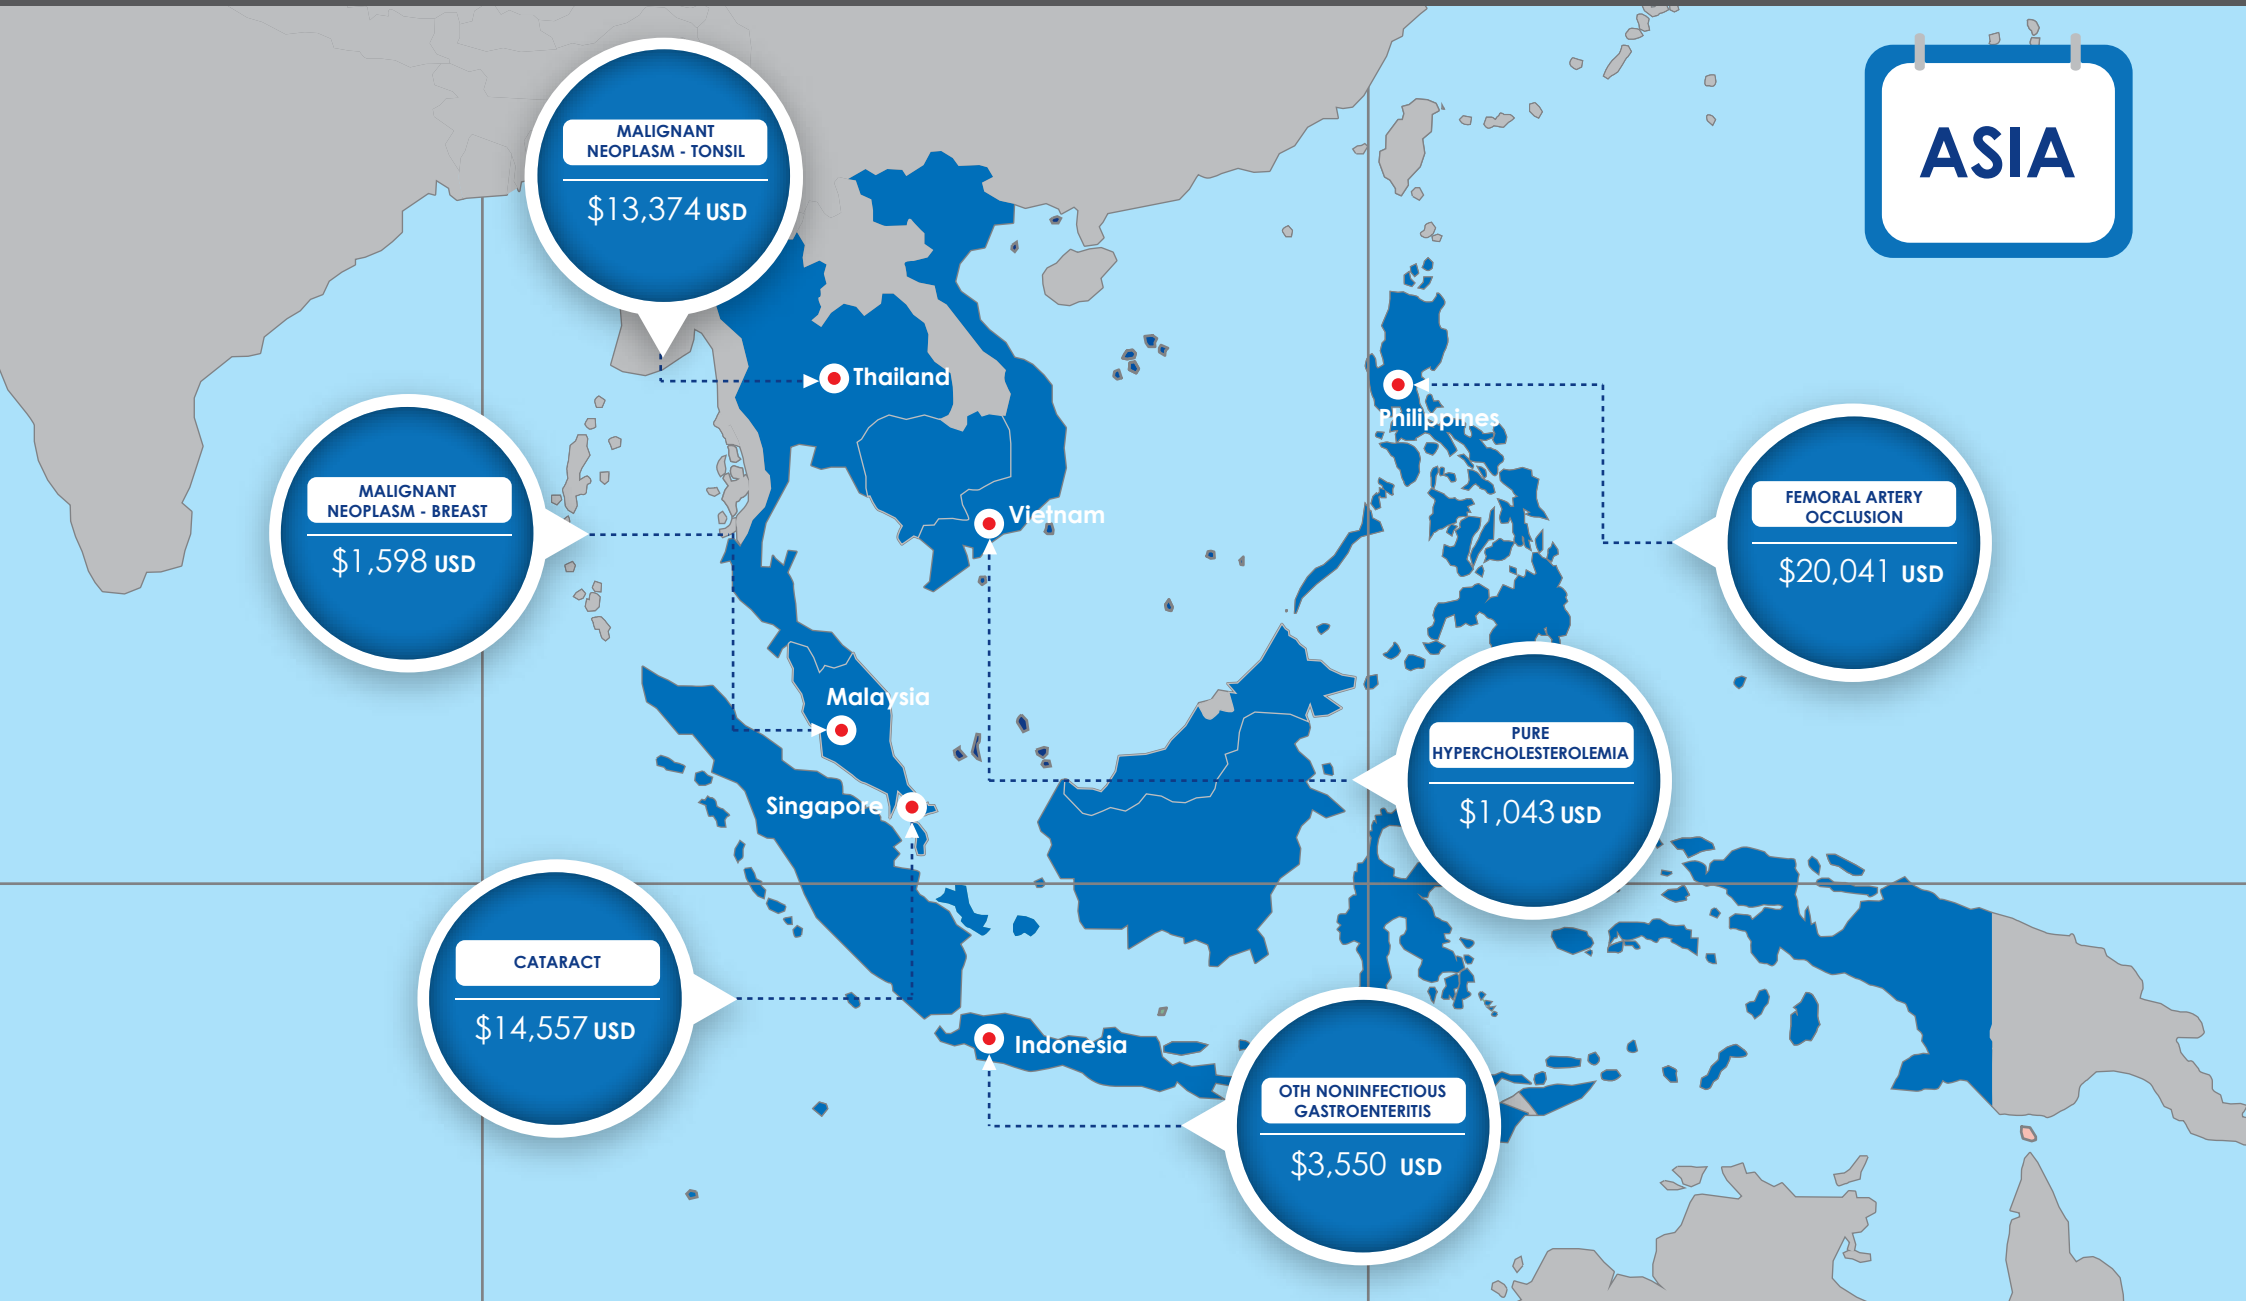 ASIA
MALIGNANT
NEOPLASM - TONSIL
$13,374 USD
Thailand
MALIGNANT
NEOPLASM - BREAST
$1,598 USD
Philippines
FEMORAL ARTERY
OCCLUSION
$20,041 USD
Vietnam
Malaysia
PURE
HYPERCHOLESTEROLEMIA
$1,043 USD
Singapore
CATARACT
$14,557 USD
Indonesia
OTH NONINFECTIOUS
GASTROENTERITIS
$3,550 USD